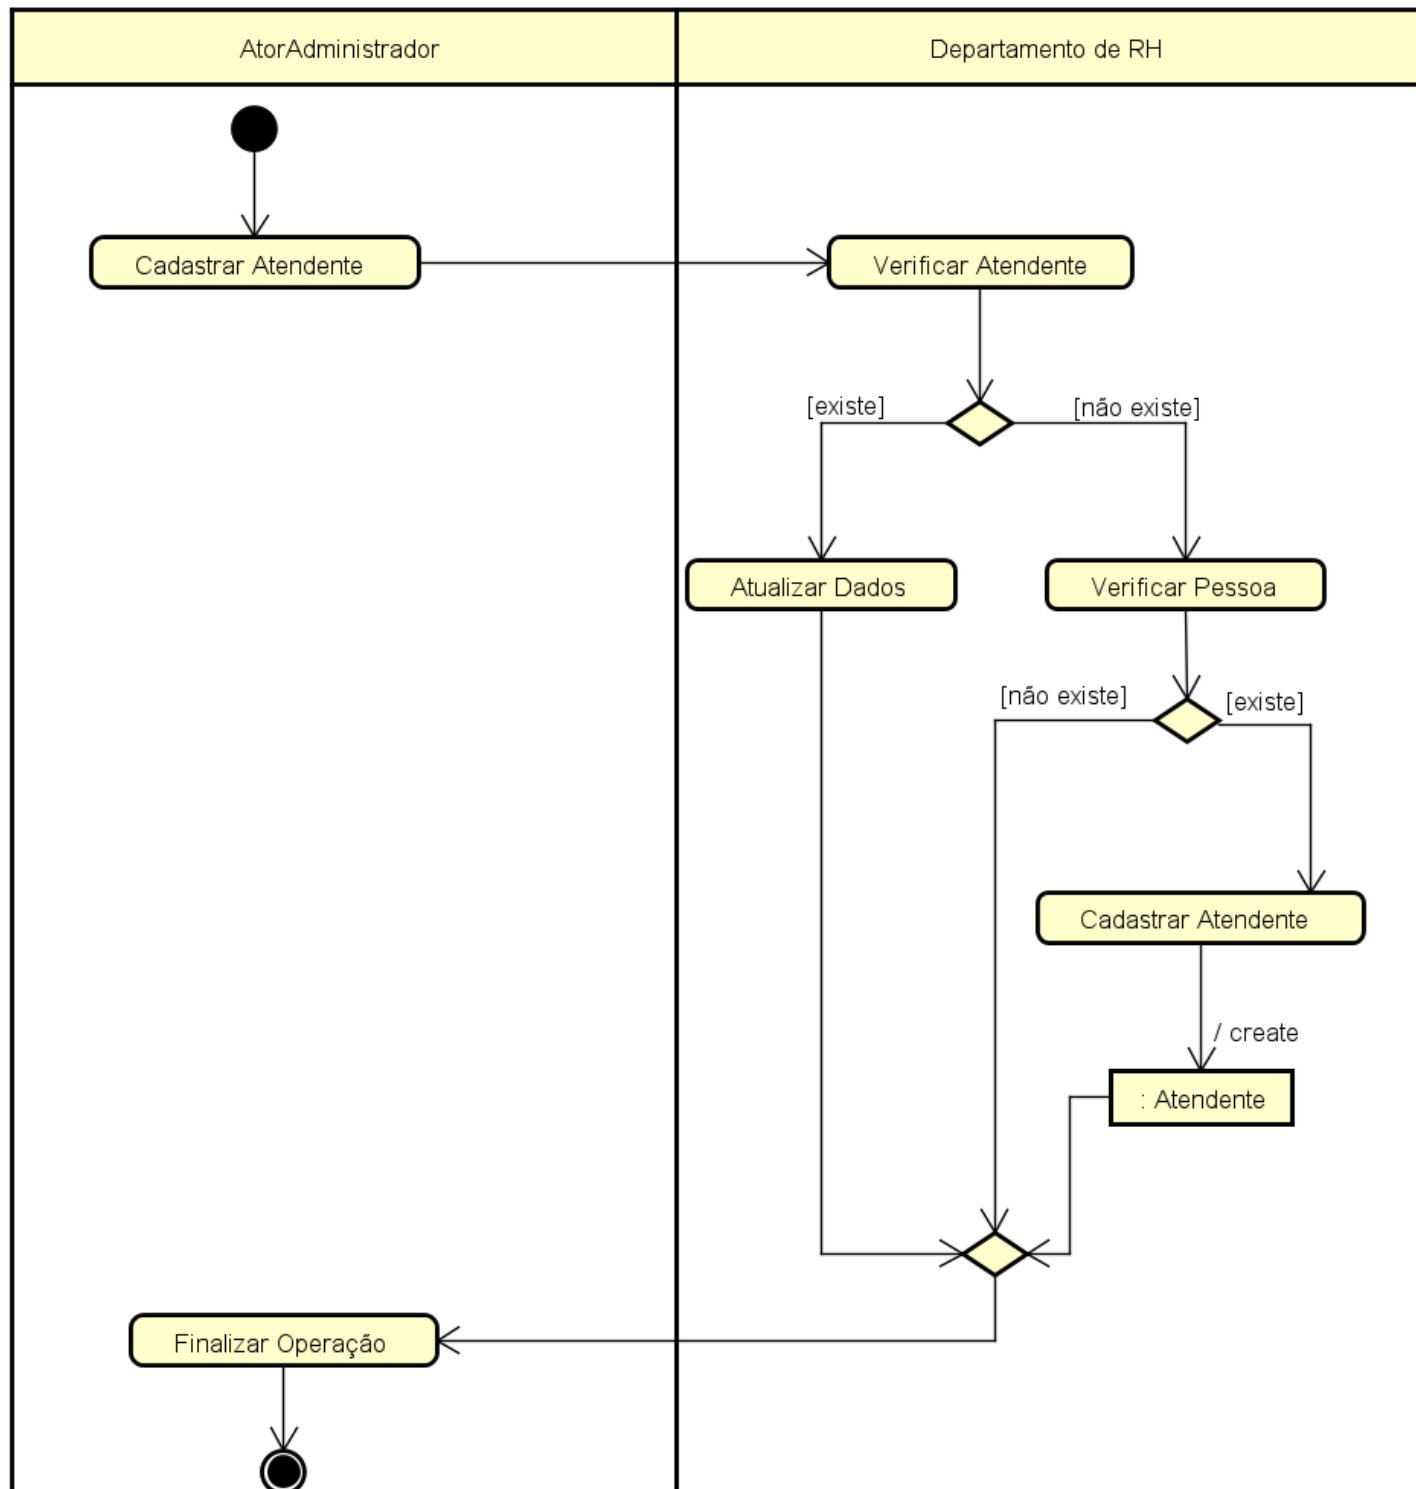 AtorAdministrador
Departamento de RH
Cadastrar Atendente
Verificar Atendente
[existe]
[não existe]
Atualizar Dados
Verificar Pessoa
[não existe]
[existe]
Cadastrar Atendente
/ create
: Atendente
Finalizar Operação